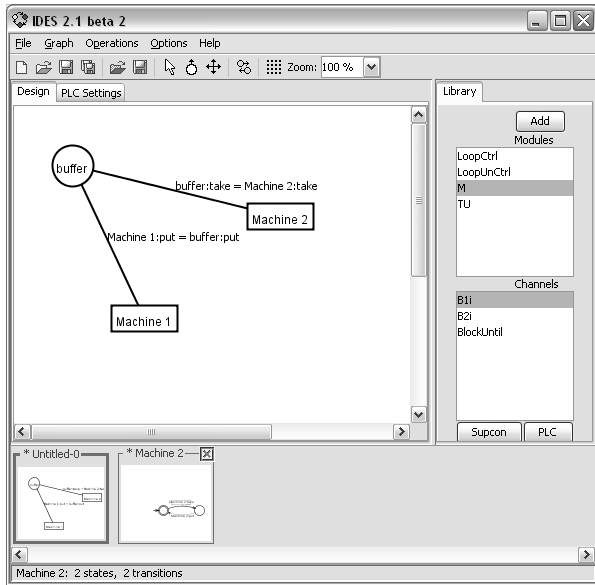 IDES 2.1 beta 2
File Graph Operations Options Help
Zoom: 100 %
Design PLC Settings
buffer
buffer:take = Machine 2:take
Machine 2
Machine 1:put = buffer:put
Machine 1
Library
Add
Modules
LoopCtrl
LoopUnCtrl
M
TU
Channels
B1i
B2i
BlockUntil
Supcon PLC
* Untitled-0 * Machine 2
Machine 2: 2 states, 2 transitions